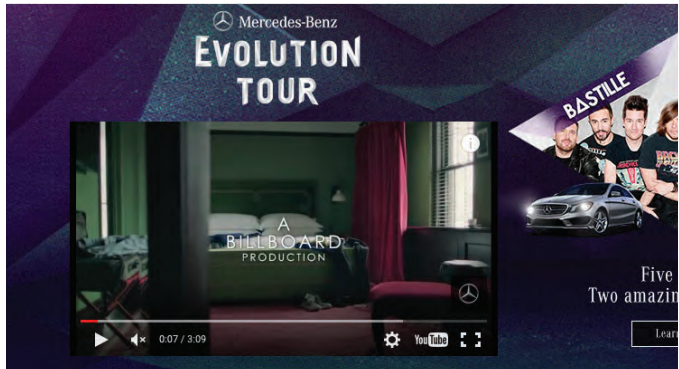 Mercedes-Benz
EVOLUTION
TOUR
BASTILLE
A
BILLBOARD
PRODUCTION
0:07 / 3:09
YouTube
Five
Two amazin
Learn